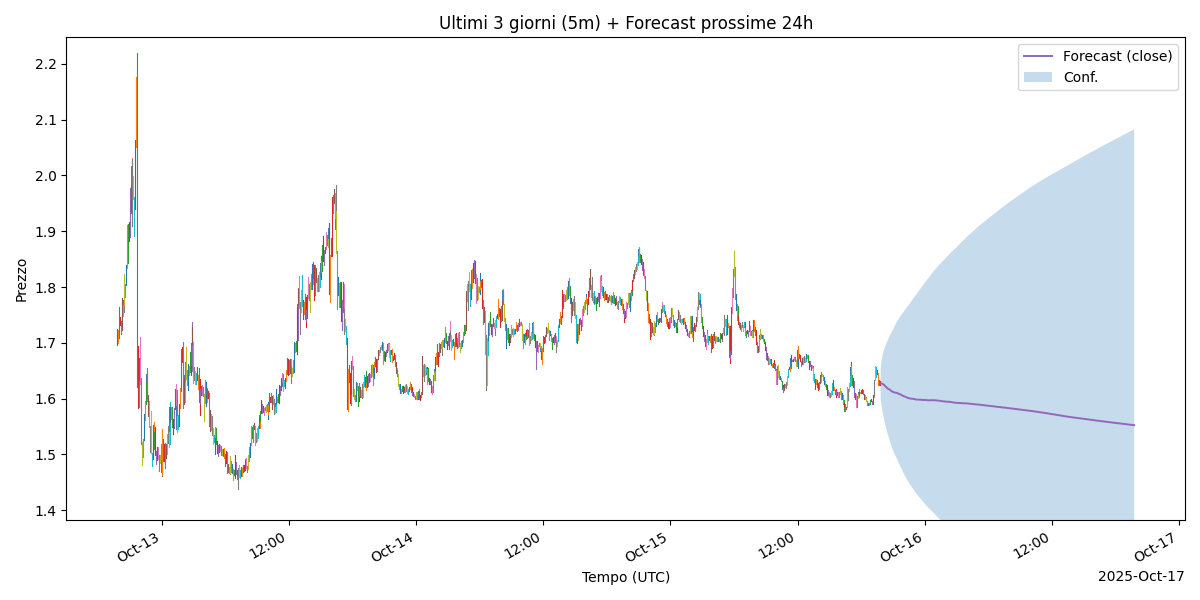 Ultimi 3 giorni (5m) + Forecast prossime 24h
Forecast (close)
Conf.
Prezzo
2.2
2.1
2.0
1.9
1.8
1.7
1.6
1.5
1.4
Oct-13
12:00
Oct-14
12:00
Oct-15
12:00
Oct-16
12:00
Oct-17
Tempo (UTC)
2025-Oct-17